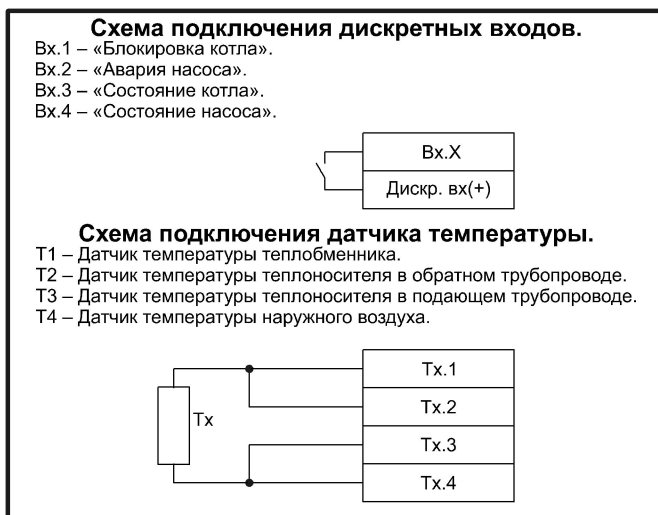 Схема подключения дискретных входов.
Вх.1 – «Блокировка котла».
Вх.2 – «Авария насоса».
Вх.3 – «Состояние котла».
Вх.4 – «Состояние насоса».
Вх.X
Дискр. вх(+)
Схема подключения датчика температуры.
Т1 – Датчик температуры теплобменника.
Т2 – Датчик температуры теплоносителя в обратном трубопроводе.
Т3 – Датчик температуры теплоносителя в подающем трубопроводе.
Т4 – Датчик температуры наружного воздуха.
Тх.1
Тх
Тх.2
Тх.3
Тх.4